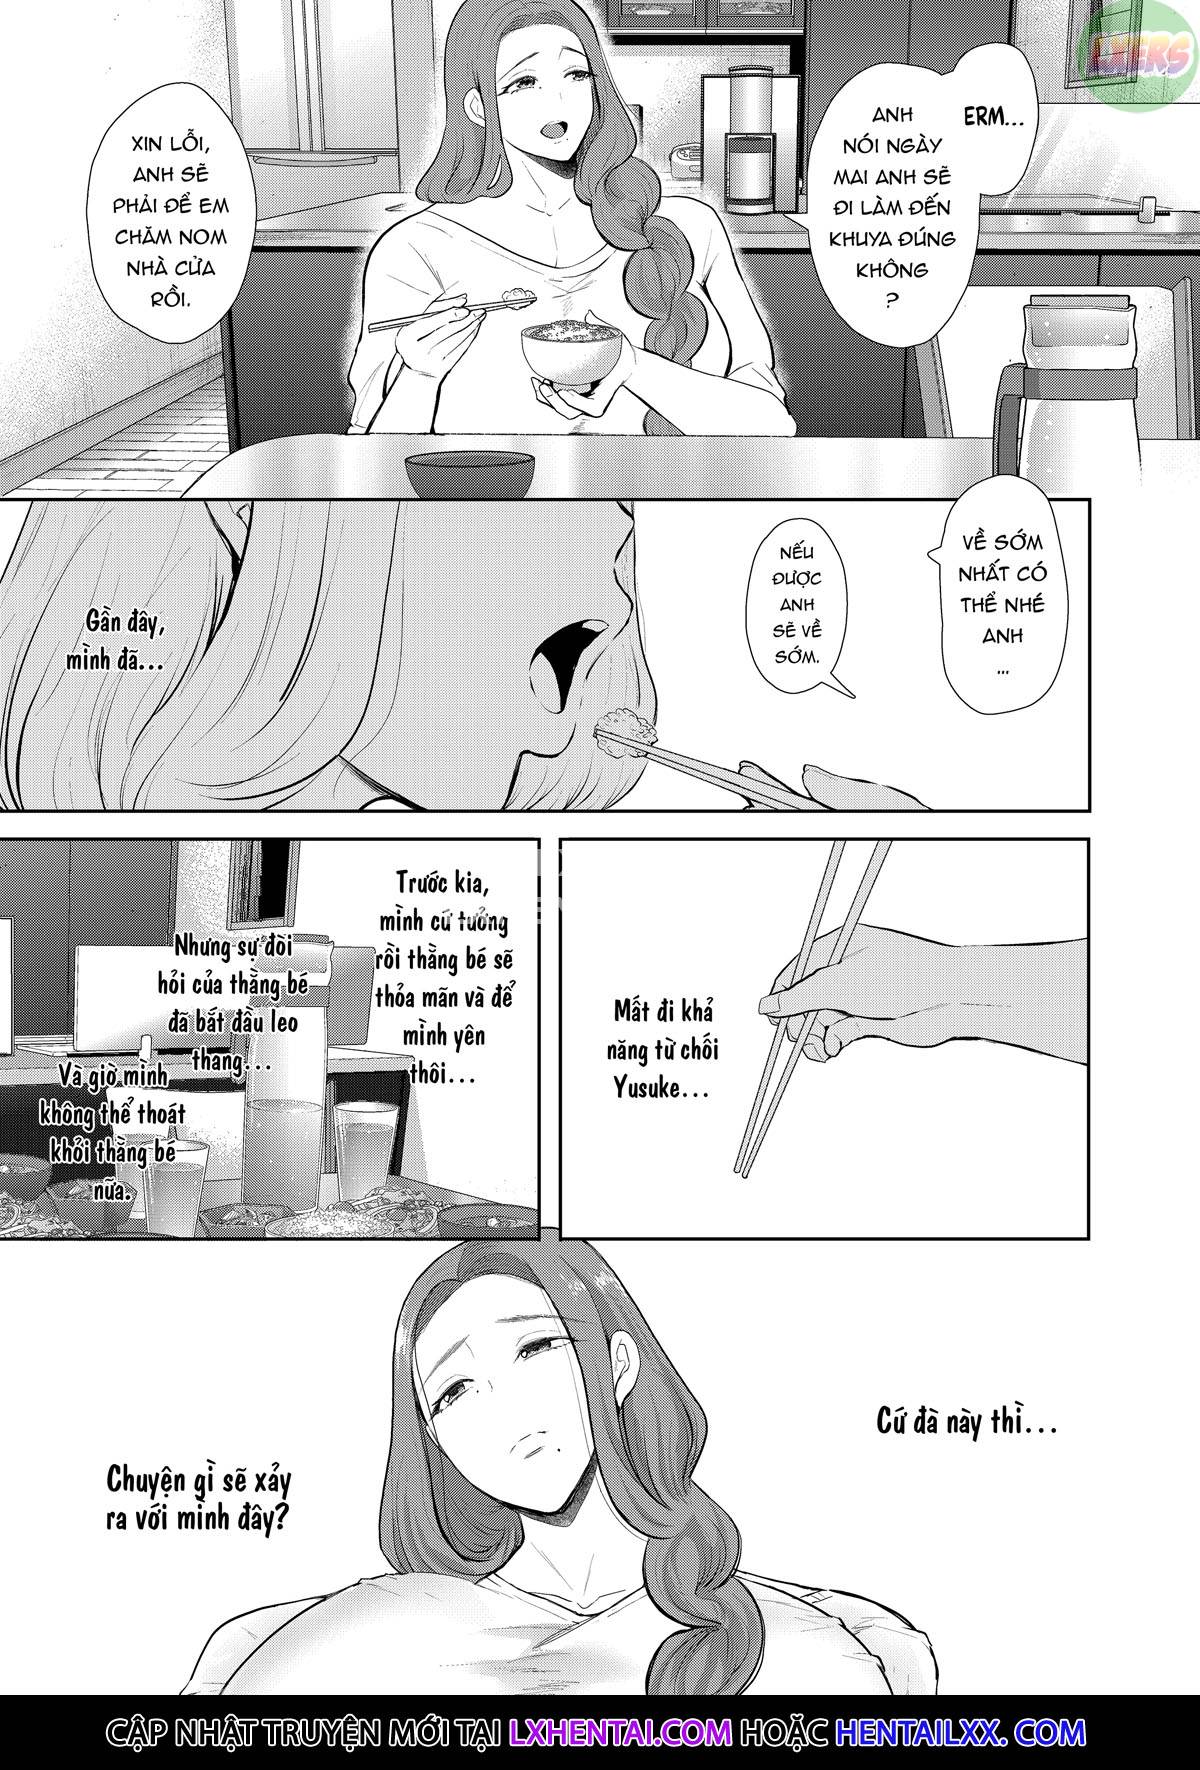 ERM...
ANH
NÓI NGÀY
MAI ANH SẼ
ĐI LÀM ĐẾN
KHUYA ĐÚNG
KHÔNG
?
XIN LỖI,
ANH SẼ
PHẢI ĐỂ EM
CHĂM NOM
NHÀ CỬA
RỒI.
VỀ SỚM
NHẤT CÓ
THỂ NHÉ
ANH
...
NẾU
ĐƯỢC
ANH
SẼ VỀ
SỚM.
Gần đây,
mình đã...
Mất đi khả
năng từ chối
Yusuke...
Trước kia,
mình cứ tưởng
rồi thằng bé sẽ
thỏa mãn và để
mình yên
thôi...
Nhưng sự đòi
hỏi của thằng bé
đã bắt đầu leo
thang...
Và giờ mình
không thể thoát
khỏi thằng bé
nữa.
Cứ đà này thì...
Chuyện gì sẽ xảy
ra với mình đây?
LXERS
CẬP NHẬT TRUYỆN MỚI TẠI LXHENTAI.COM HOẶC HENTAILXX. COM